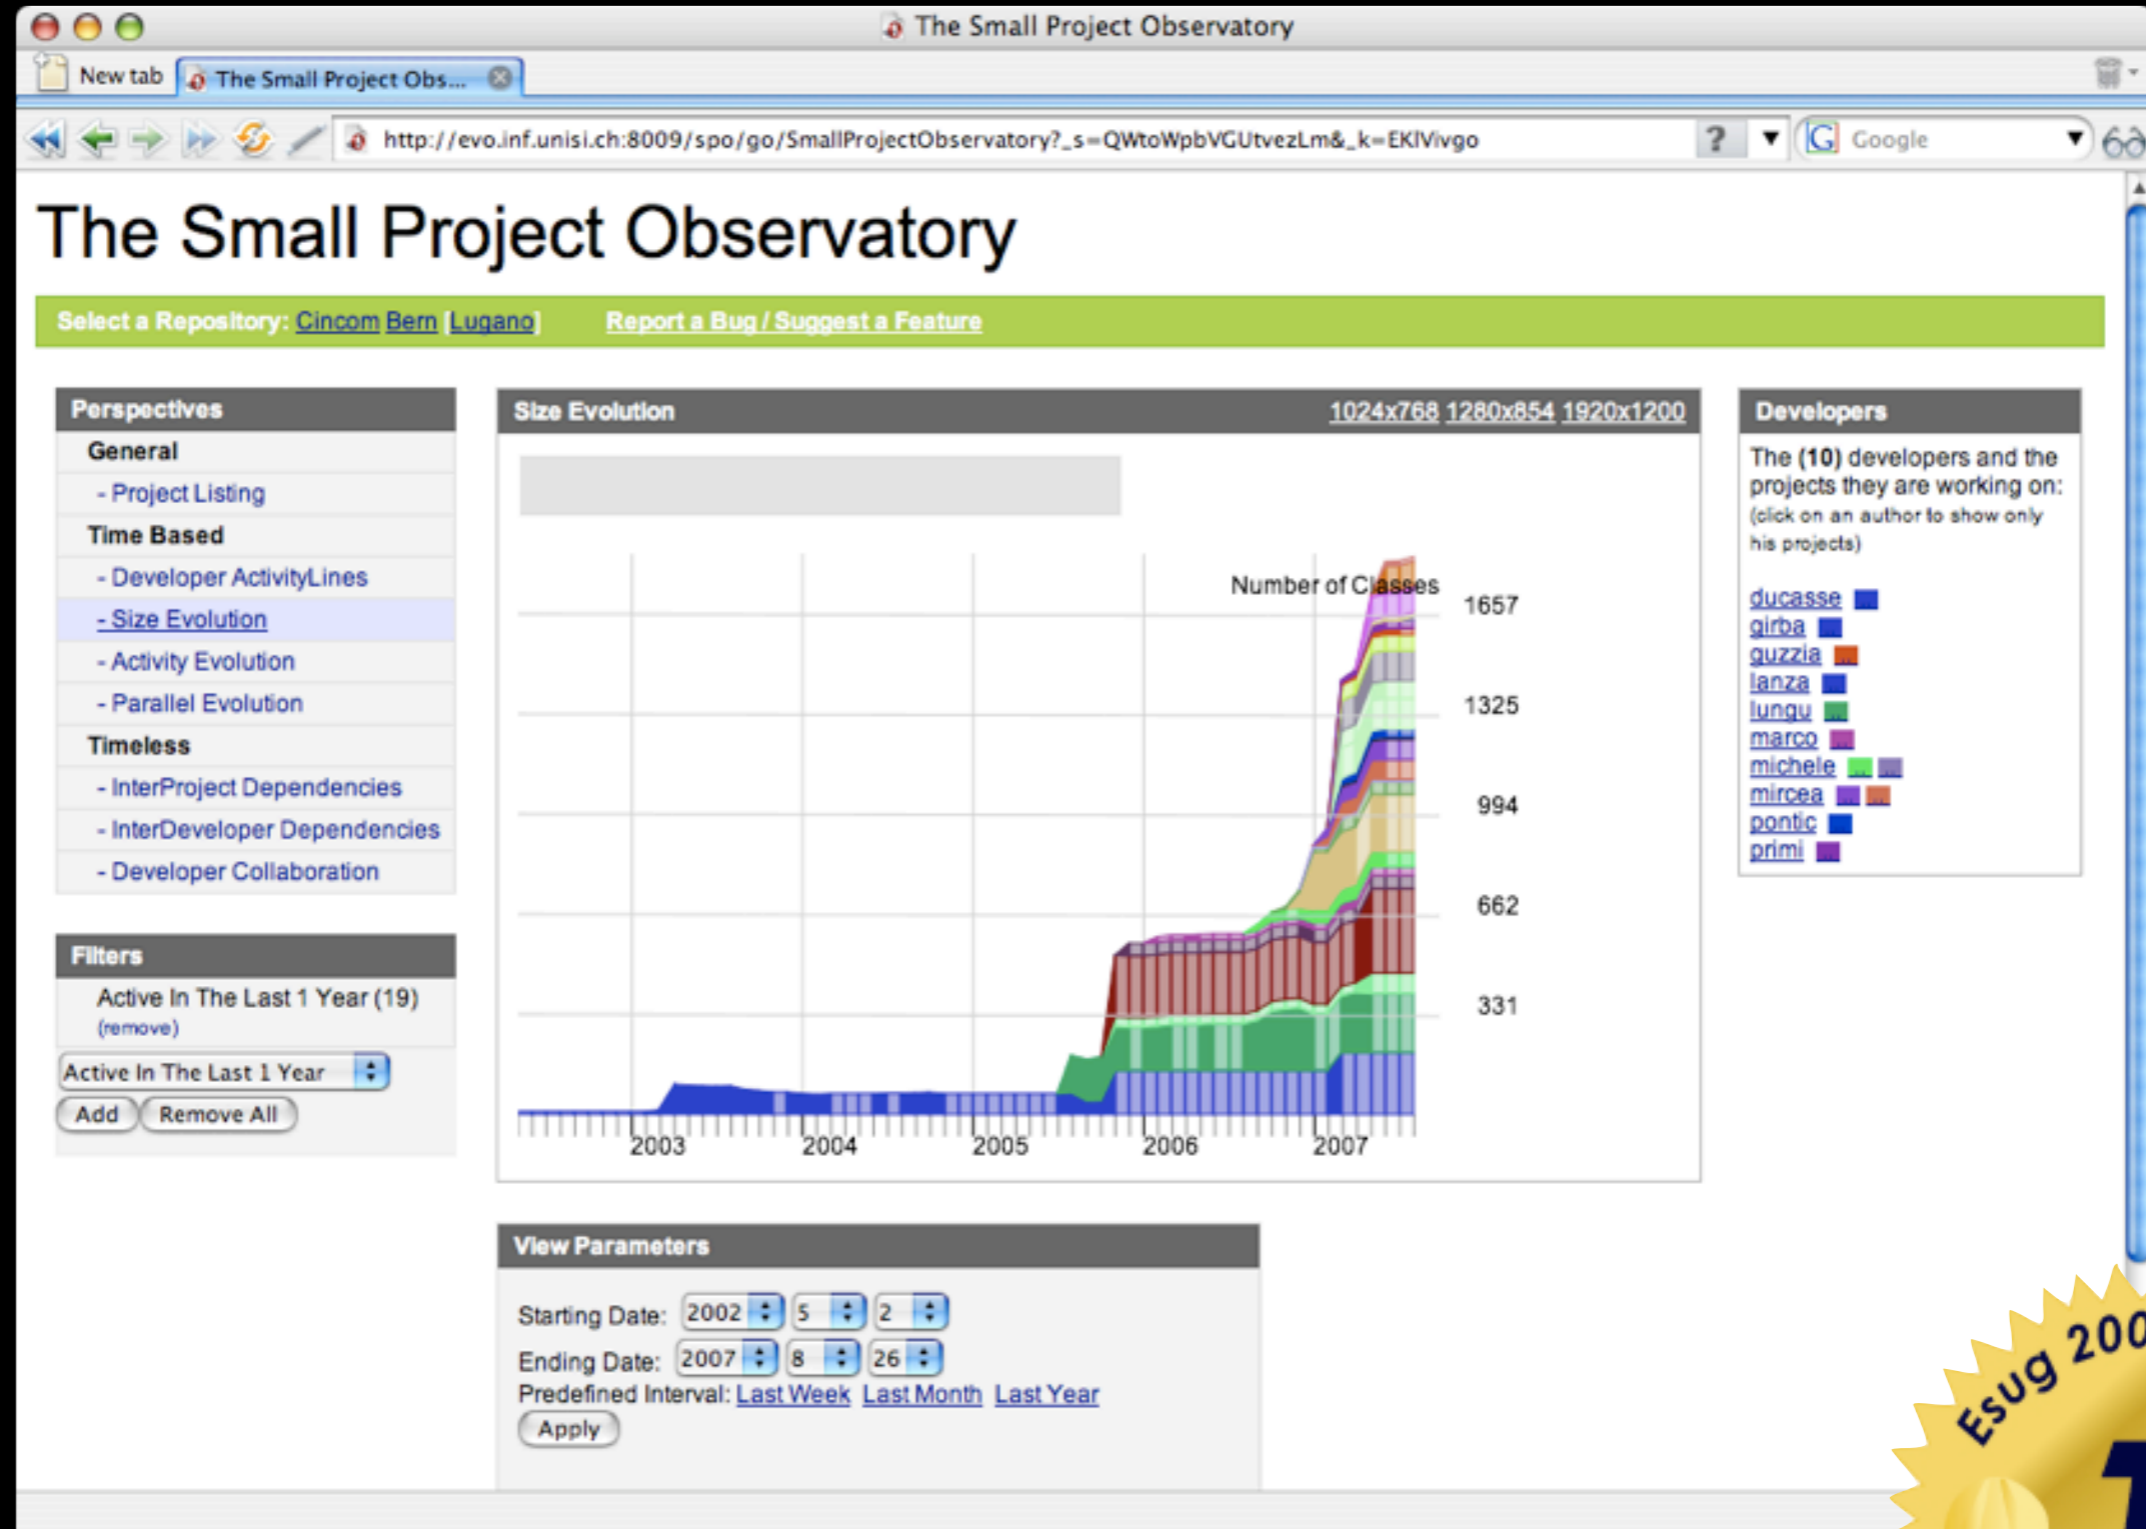 The Small Project Observatory
New tab
The Small Project Obs...
http://evo.inf.unisi.ch:8009/spo/go/SmallProjectObservatory?_s=QWtoWpbVGUtvezLm&_k=EKlVivgo
?
G Google
The Small Project Observatory
Select a Repository: Cincom Bern [Lugano] Report a Bug / Suggest a Feature
Perspectives
General
- Project Listing
Time Based
- Developer ActivityLines
- Size Evolution
- Activity Evolution
- Parallel Evolution
Timeless
- InterProject Dependencies
- InterDeveloper Dependencies
- Developer Collaboration
Filters
Active In The Last 1 Year (19)
(remove)
Active In The Last 1 Year
Add Remove All
Size Evolution 1024x768 1280x854 1920x1200
Number of Classes
1657
1325
994
662
331
2003 2004 2005 2006 2007
View Parameters
Starting Date: 2002 5 2
Ending Date: 2007 8 26
Predefined Interval: Last Week Last Month Last Year
Apply
Developers
The (10) developers and the
projects they are working on:
(click on an author to show only
his projects)
ducasse
girba
guzzia
lanza
lungu
marco
michele
mircea
pontic
primi
Esug 200